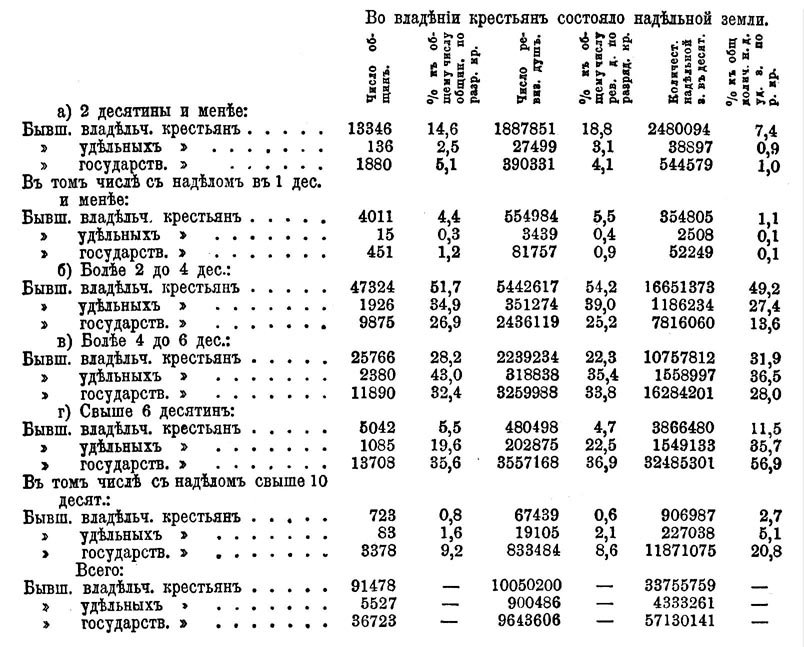 Во владѣніи крестьянъ состояло надѣльной земли.
Число общинъ. % къ общему числу общин. по разр. кр. Число ревиз. душъ. % къ общему числу рев. д. по разряд. кр. Количест. надѣльной з. въ десят. % къ общ колич. н. д. уд. з. по р. кр.
а) 2 десятины и менѣе:
Бывш. владѣльч. крестьянъ . . . . . 13346 14,6 1887851 18,8 2480094 7,4
» удѣльныхъ » . . . . . . . 136 2,5 27499 3,1 38897 0,9
» государств. » . . . . . . 1880 5,1 390331 4,1 544579 1,0
Въ томъ числѣ съ надѣломъ въ 1 дес.
и менѣе:
Бывш. владѣльч. крестьянъ . . . . . 4011 4,4 554984 5,5 354805 1,1
» удѣльныхъ » . . . . . . . 15 0,3 3439 0,4 2508 0,1
» государств. » . . . . . . . 451 1,2 81757 0,9 52249 0,1
б) Болѣе 2 до 4 дес.:
Бывш. владѣльч. крестьянъ . . . . . 47324 51,7 5442617 54,2 16651373 49,2
» удѣльныхъ » . . . . . . . 1926 34,9 351274 39,0 1186234 27,4
» государств. » . . . . . . . 9875 26,9 2436119 25,2 7816060 13,6
в) Болѣе 4 до 6 дес.:
Бывш. владѣльч. крестьянъ . . . . . 25766 28,2 2239234 22,3 10757812 31,9
» удѣльныхъ » . . . . . . . 2380 43,0 318838 35,4 1558997 36,5
» государств. » . . . . . . . 11890 32,4 3259988 33,8 16284201 28,0
г) Свыше 6 десятинъ:
Бывш. владѣльч. крестьянъ . . . . . 5042 5,5 480498 4,7 3866480 11,5
» удѣльныхъ » . . . . . . . 1085 19,6 202875 22,5 1549133 35,7
» государств. » . . . . . . . 13708 35,6 3557168 36,9 32485301 56,9
Въ томъ числѣ съ надѣломъ свыше 10
десят.:
Бывш. владѣльч. крестьянъ . . . . . 723 0,8 67439 0,6 906987 2,7
» удѣльныхъ » . . . . . . . 83 1,6 19105 2,1 227038 5,1
» государств. » . . . . . . . 3378 9,2 833484 8,6 11871075 20,8
Всего:
Бывш. владѣльч. крестьянъ . . . . . 91478 — 10050200 — 33755759 —
» удѣльныхъ » . . . . . . . 5527 — 900486 — 4333261 —
» государств. » . . . . . . . 36723 — 9643606 — 57130141 —